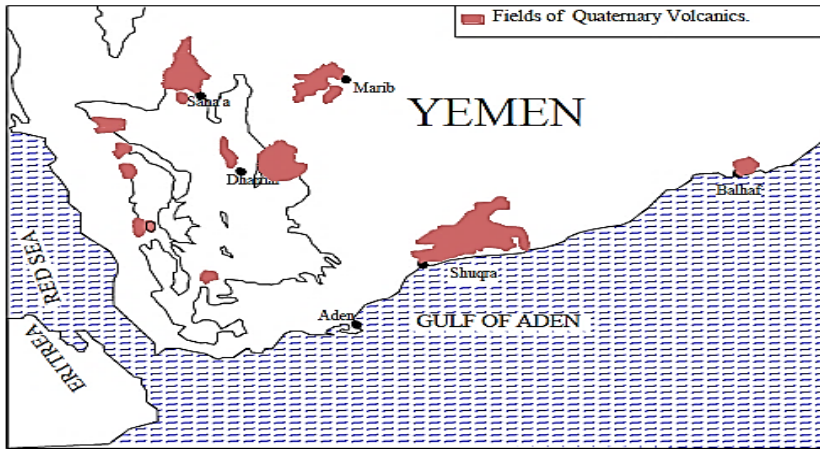 Fields of Quaternary Volcanics.
Marib
Sana'a
YEMEN
Dhamar
Balhaf
RED SEA
Shuqra
Aden
GULF OF ADEN
ERITREA